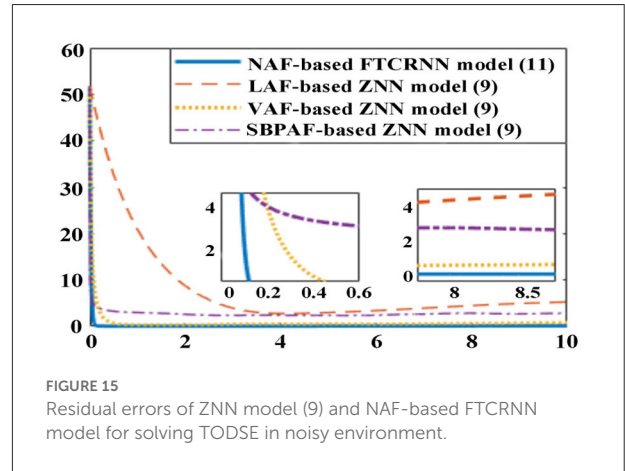 60
50
40
30
20
10
0
NAF-based FTCRNN model (11)
LAF-based ZNN model (9)
VAF-based ZNN model (9)
SBPAF-based ZNN model (9)
4
2
0 0.2 0.6
4
2
0
8 8.5
0 2 4 6 8 10
FIGURE 15
Residual errors of ZNN model (9) and NAF-based FTCRNN
model for solving TODSE in noisy environment.